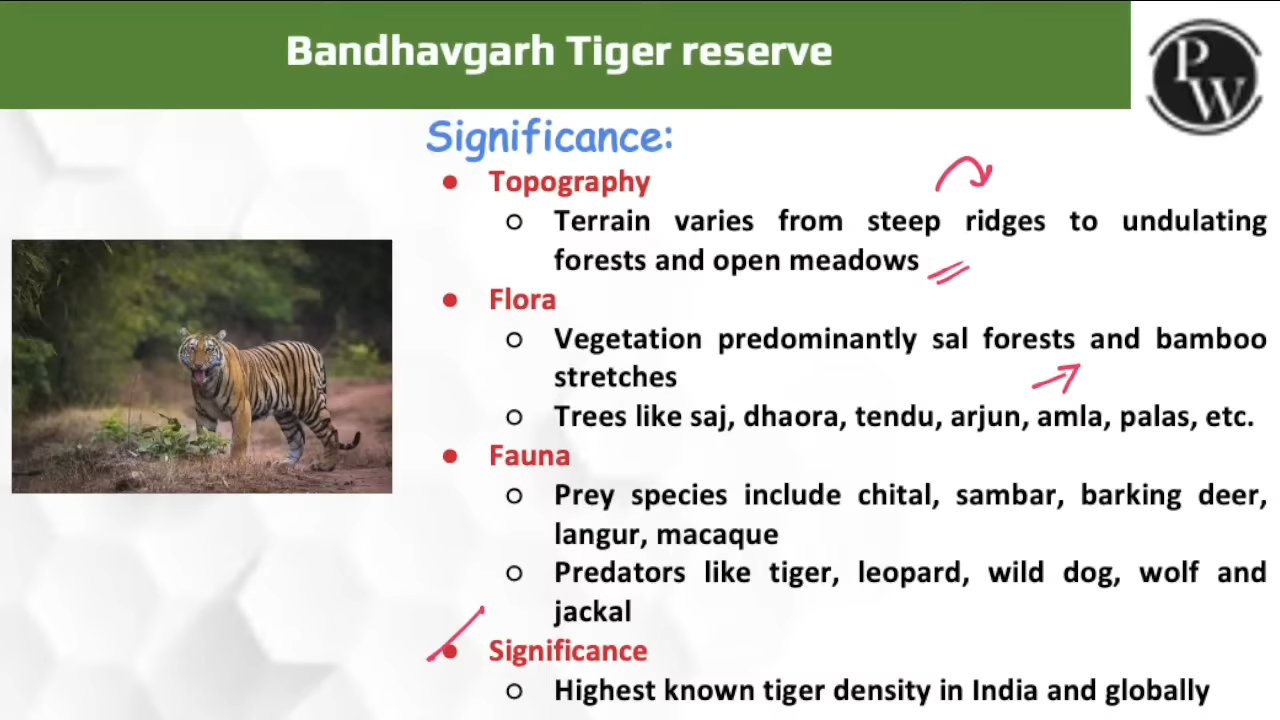 Bandhavgarh Tiger reserve
PW
Significance:
• Topography
o Terrain varies from steep ridges to undulating
forests and open meadows
• Flora
o Vegetation predominantly sal forests and bamboo
stretches
o Trees like saj, dhaora, tendu, arjun, amla, palas, etc.
• Fauna
o Prey species include chital, sambar, barking deer,
langur, macaque
o Predators like tiger, leopard, wild dog, wolf and
jackal
• Significance
o Highest known tiger density in India and globally